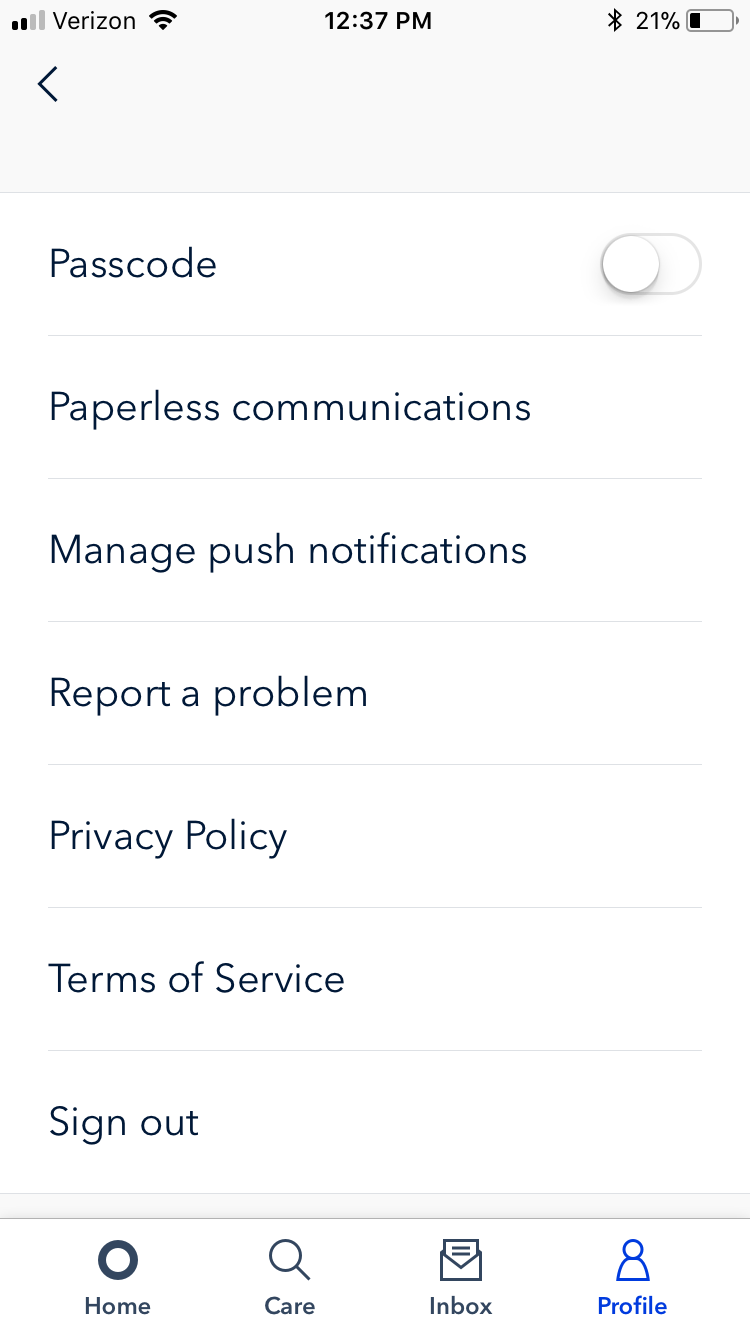 Verizon 12:37 PM 21%
Passcode
Paperless communications
Manage push notifications
Report a problem
Privacy Policy
Terms of Service
Sign out
Home Care Inbox Profile